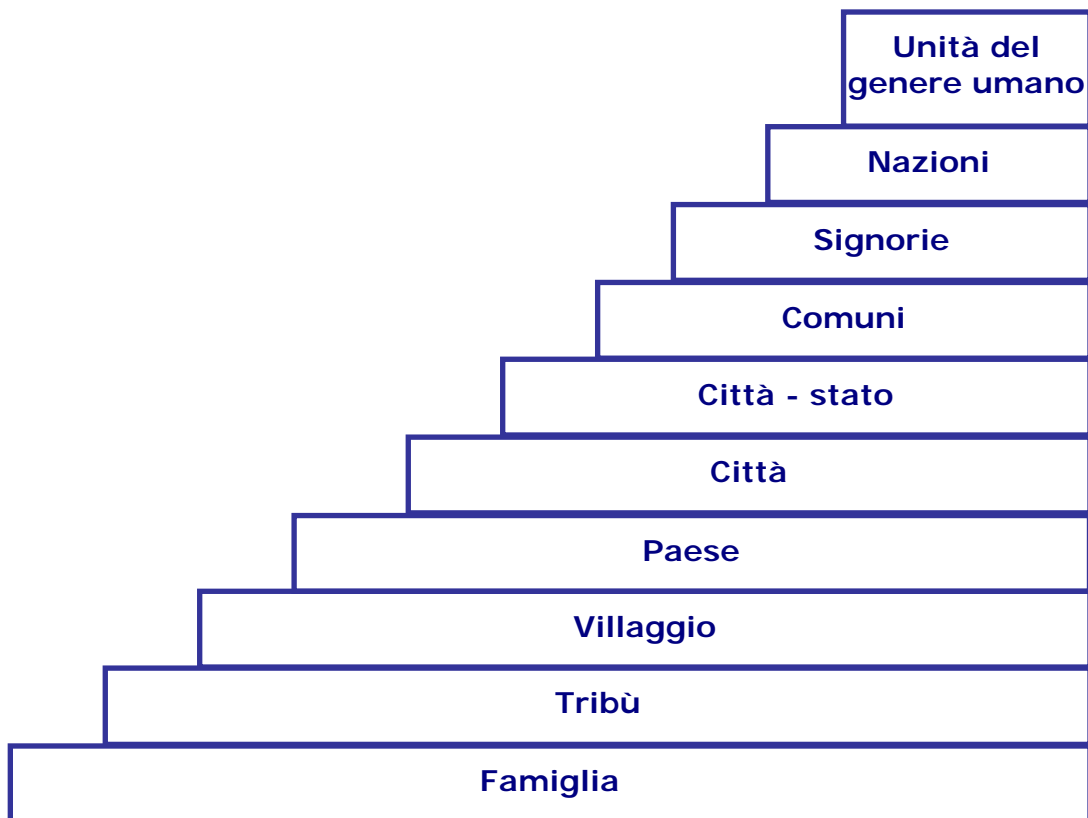 Unità del
genere umano
Nazioni
Signorie
Comuni
Città - stato
Città
Paese
Villaggio
Tribù
Famiglia